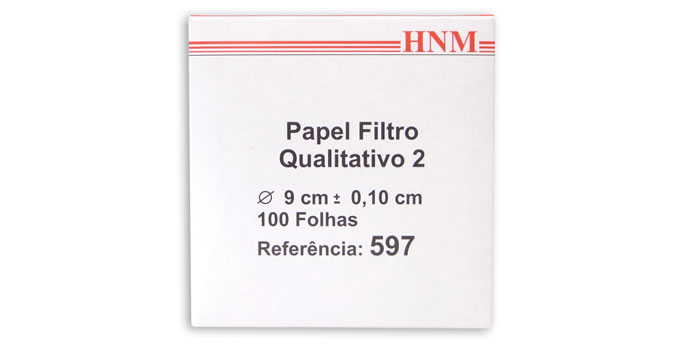 HNM
Papel Filtro
Qualitativo 2
∅ 9 cm ± 0,10 cm
100 Folhas
Referência: 597